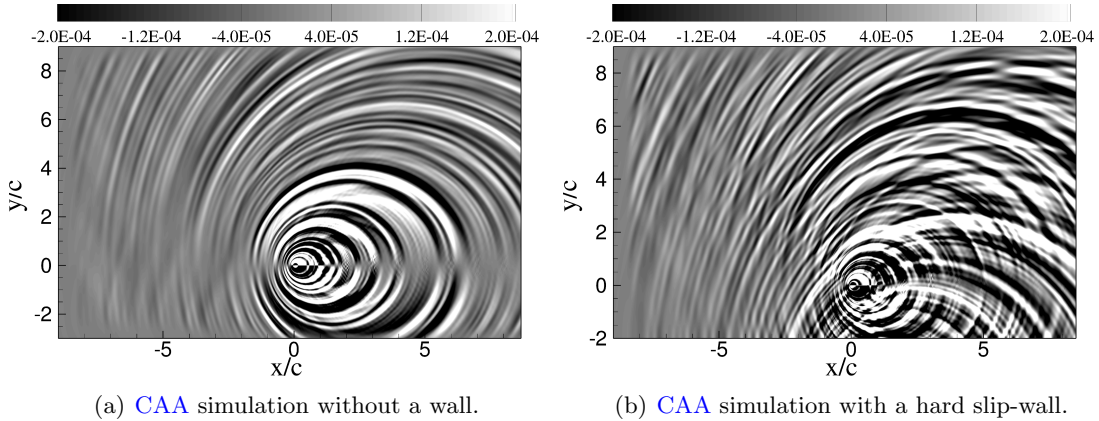 -2.0E-04 -1.2E-04 -4.0E-05 4.0E-05 1.2E-04 2.0E-04
8
6
4
2
0
-2
y/c
-5 0 5
x/c
(a) CAA simulation without a wall.
-2.0E-04 -1.2E-04 -4.0E-05 4.0E-05 1.2E-04 2.0E-04
8
6
4
2
0
-2
y/c
-5 0 5
x/c
(b) CAA simulation with a hard slip-wall.